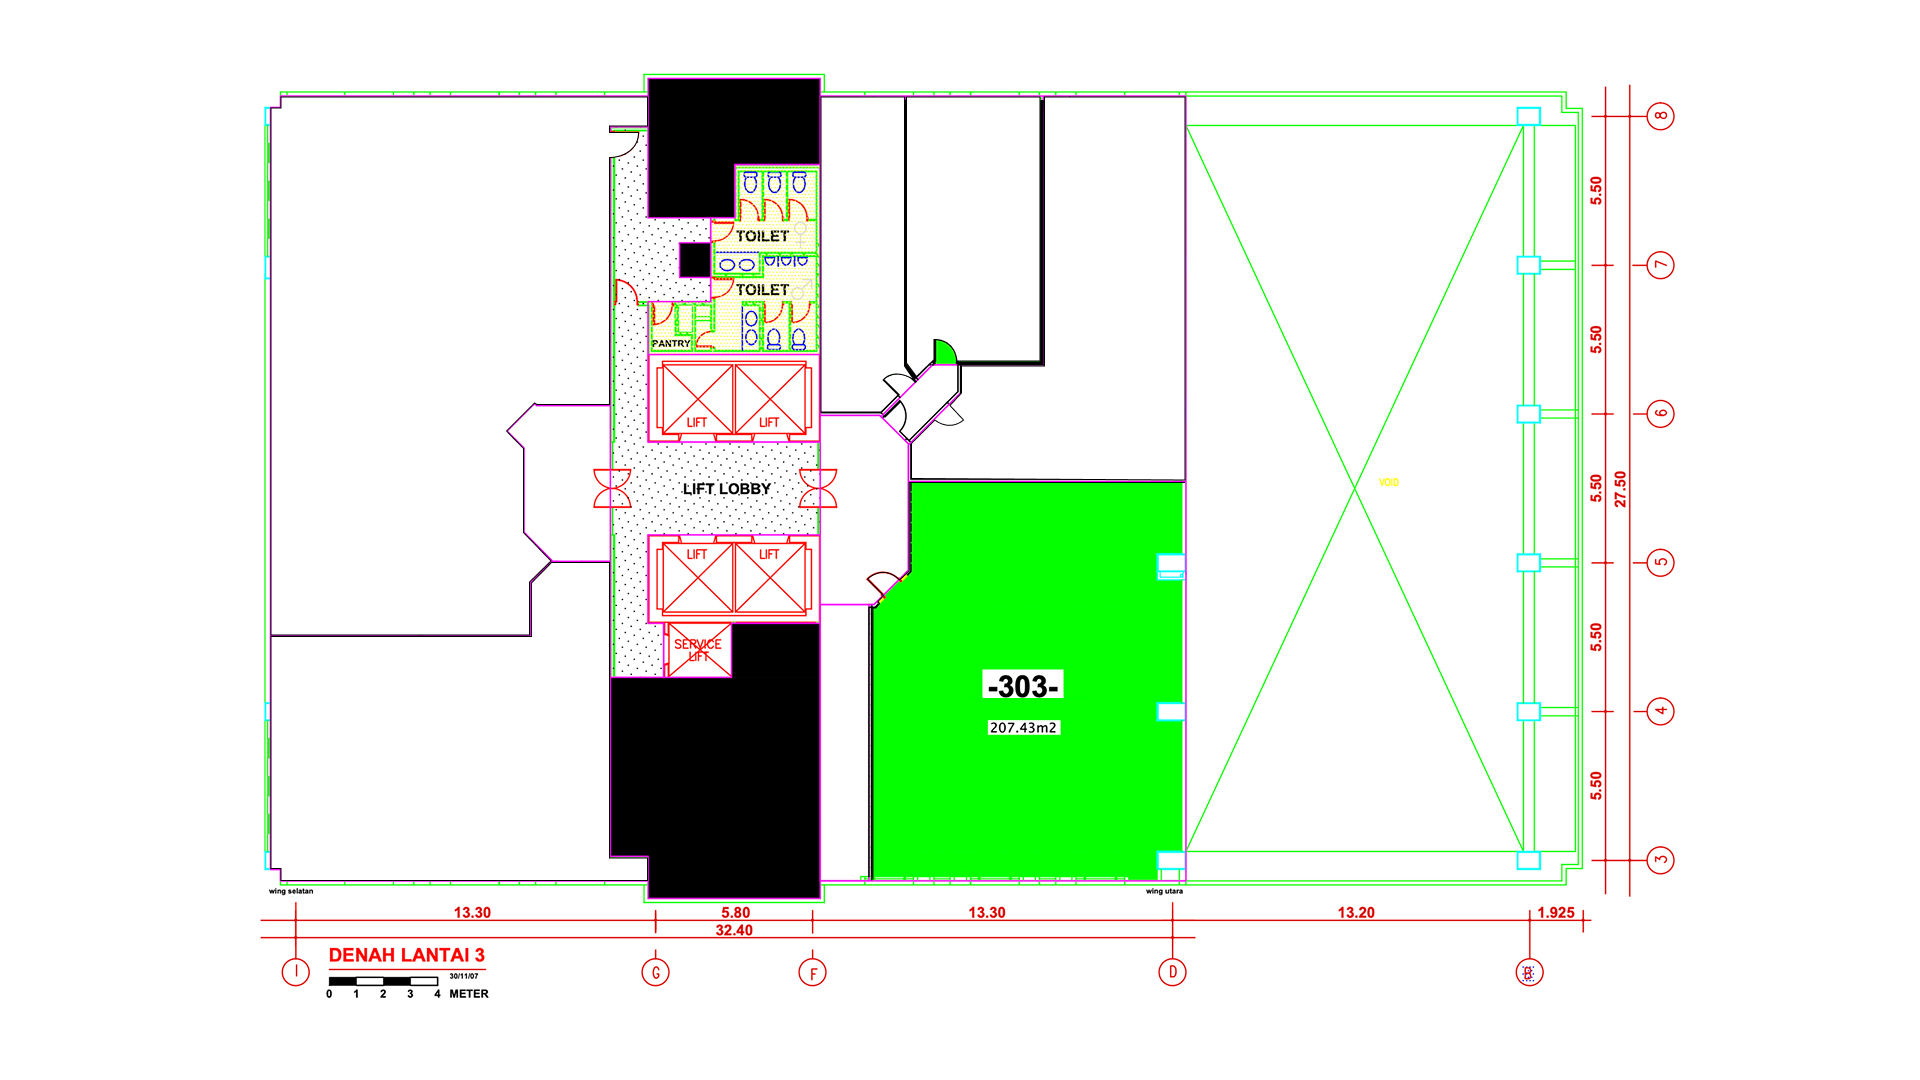 8
5.50
7
TOILET
TOILET
5.50
PANTRY
6
LIFT
LIFT
5.50
27.50
VOID
LIFT LOBBY
LIFT
LIFT
5
5.50
SERVICE
LIFT
-303-
207.43m2
4
5.50
3
wing selatan
wing utara
13.30
5.80
13.30
13.20
1.925
32.40
DENAH LANTAI 3
30/11/07
0 1 2 3 4 METER
I
G
F
D
B